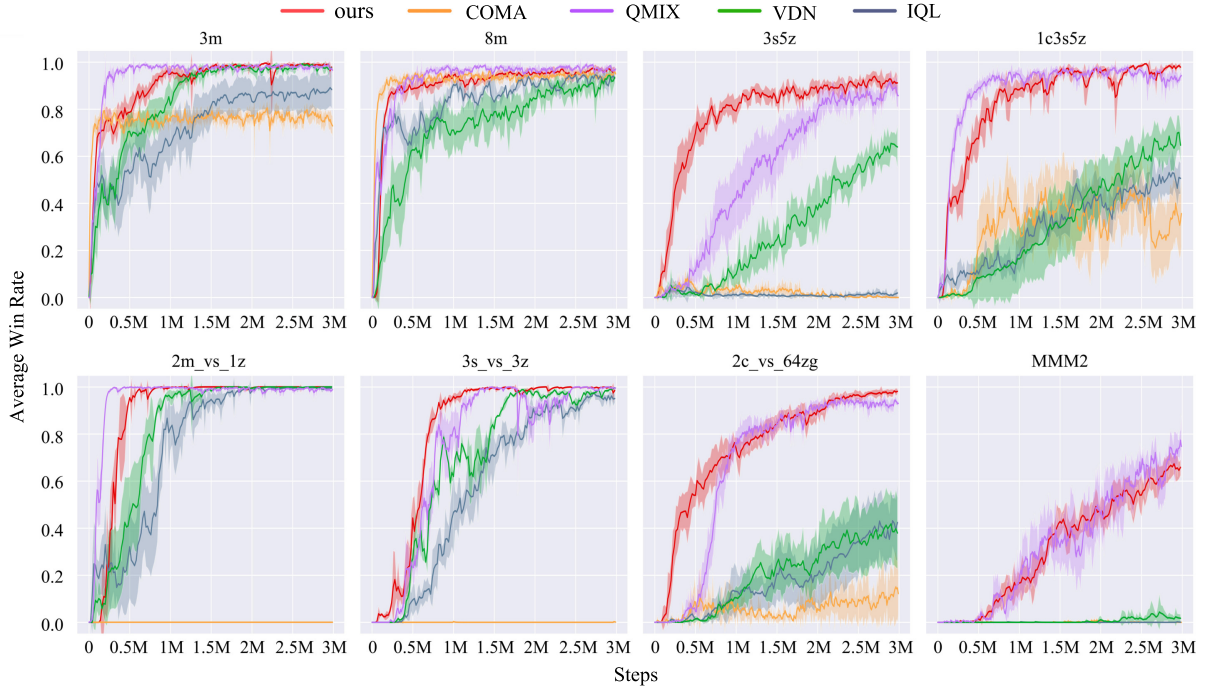 ours COMA QMIX VDN IQL
3m 8m 3s5z 1c3s5z
1.0
0.8
0.6
0.4
0.2
0.0
0 0.5M 1M 1.5M 2M 2.5M 3M 0 0.5M 1M 1.5M 2M 2.5M 3M 0 0.5M 1M 1.5M 2M 2.5M 3M 0 0.5M 1M 1.5M 2M 2.5M 3M
Average Win Rate
2m_vs_1z 3s_vs_3z 2c_vs_64zg MMM2
1.0
0.8
0.6
0.4
0.2
0.0
0 0.5M 1M 1.5M 2M 2.5M 3M 0 0.5M 1M 1.5M 2M 2.5M 3M 0 0.5M 1M 1.5M 2M 2.5M 3M 0 0.5M 1M 1.5M 2M 2.5M 3M
Steps